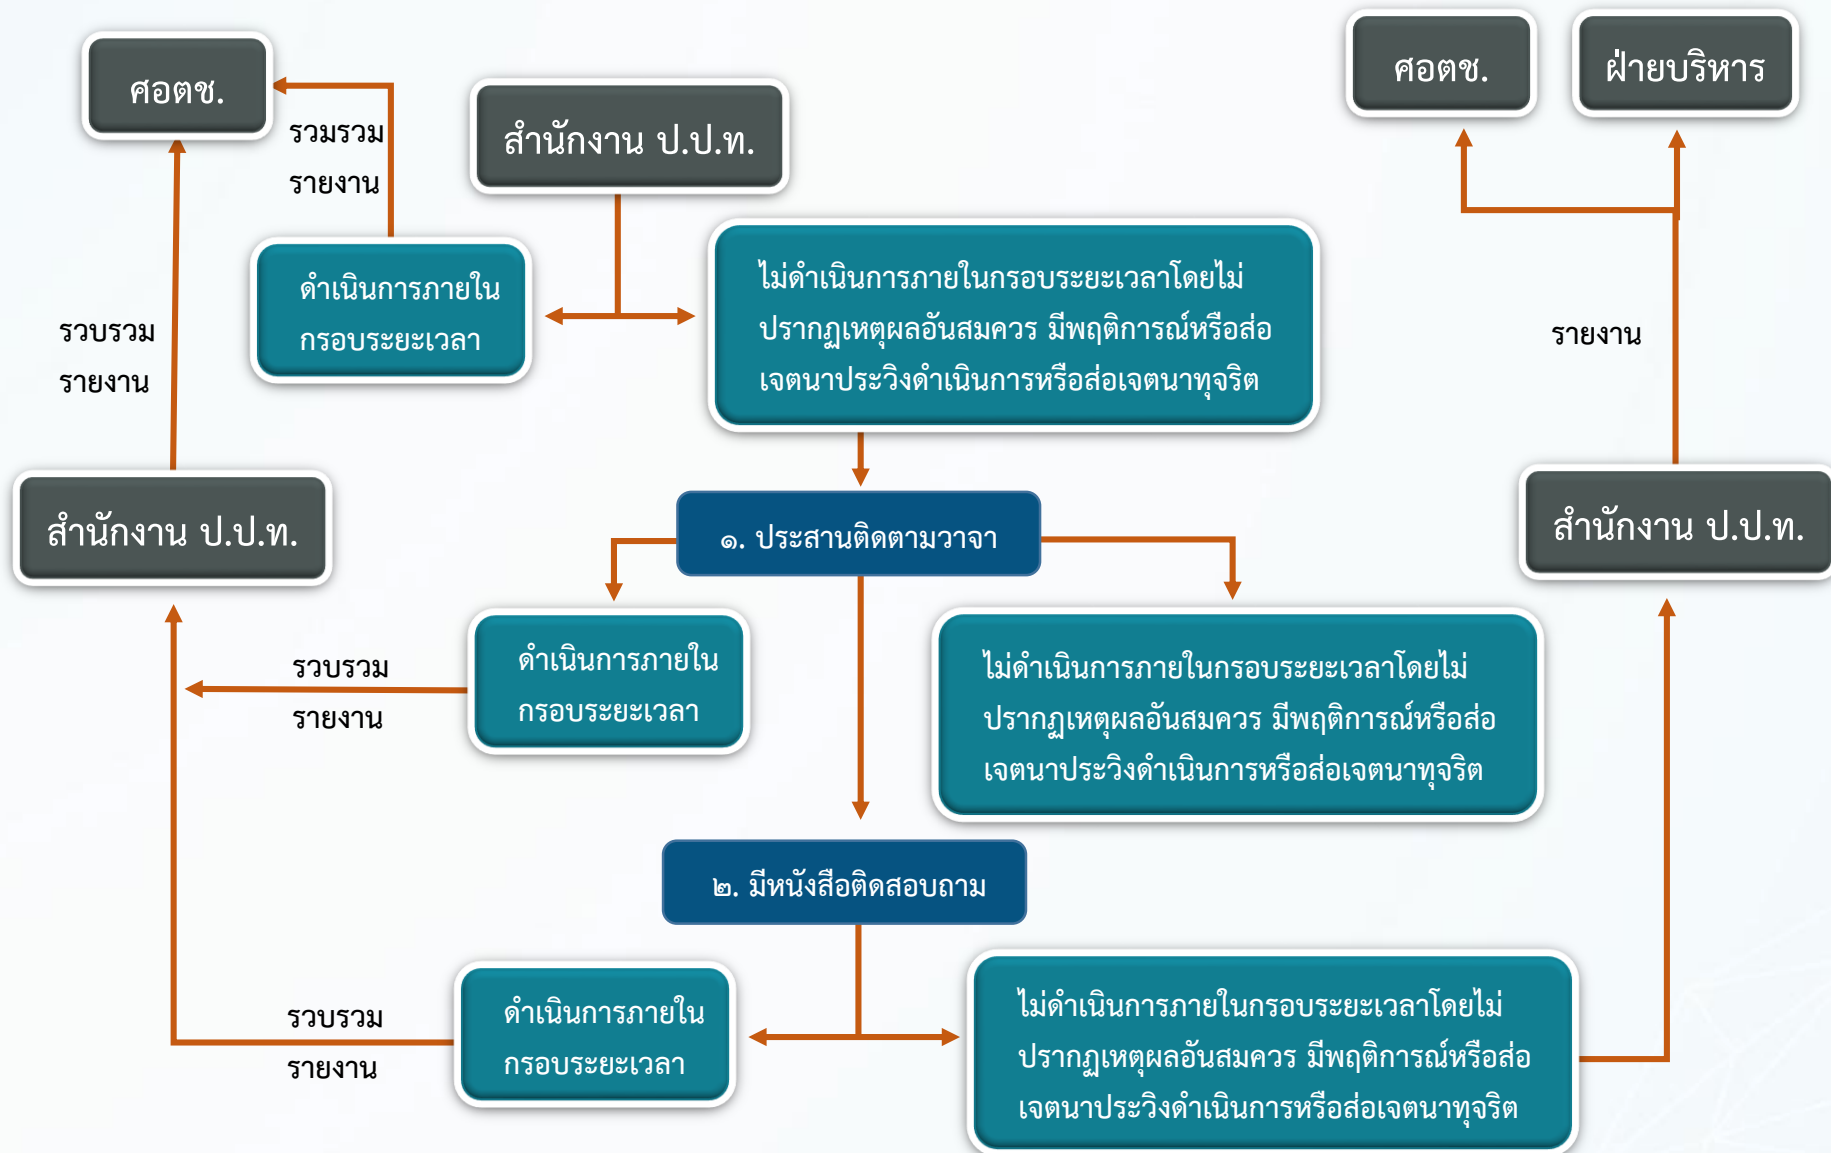 ศอตช.
รวมรวม
รายงาน
สำนักงาน ป.ป.ท.
ศอตช.
ฝ่ายบริหาร
ดำเนินการภายใน
กรอบระยะเวลา
ไม่ดำเนินการภายในกรอบระยะเวลาโดยไม่
ปรากฏเหตุผลอันสมควร มีพฤติการณ์หรือส่อ
เจตนาประวิงดำเนินการหรือส่อเจตนาทุจริต
รวบรวม
รายงาน
รายงาน
สำนักงาน ป.ป.ท.
๑. ประสานติดตามวาจา
สำนักงาน ป.ป.ท.
รวบรวม
รายงาน
ดำเนินการภายใน
กรอบระยะเวลา
ไม่ดำเนินการภายในกรอบระยะเวลาโดยไม่
ปรากฏเหตุผลอันสมควร มีพฤติการณ์หรือส่อ
เจตนาประวิงดำเนินการหรือส่อเจตนาทุจริต
๒. มีหนังสือติดสอบถาม
รวบรวม
รายงาน
ดำเนินการภายใน
กรอบระยะเวลา
ไม่ดำเนินการภายในกรอบระยะเวลาโดยไม่
ปรากฏเหตุผลอันสมควร มีพฤติการณ์หรือส่อ
เจตนาประวิงดำเนินการหรือส่อเจตนาทุจริต